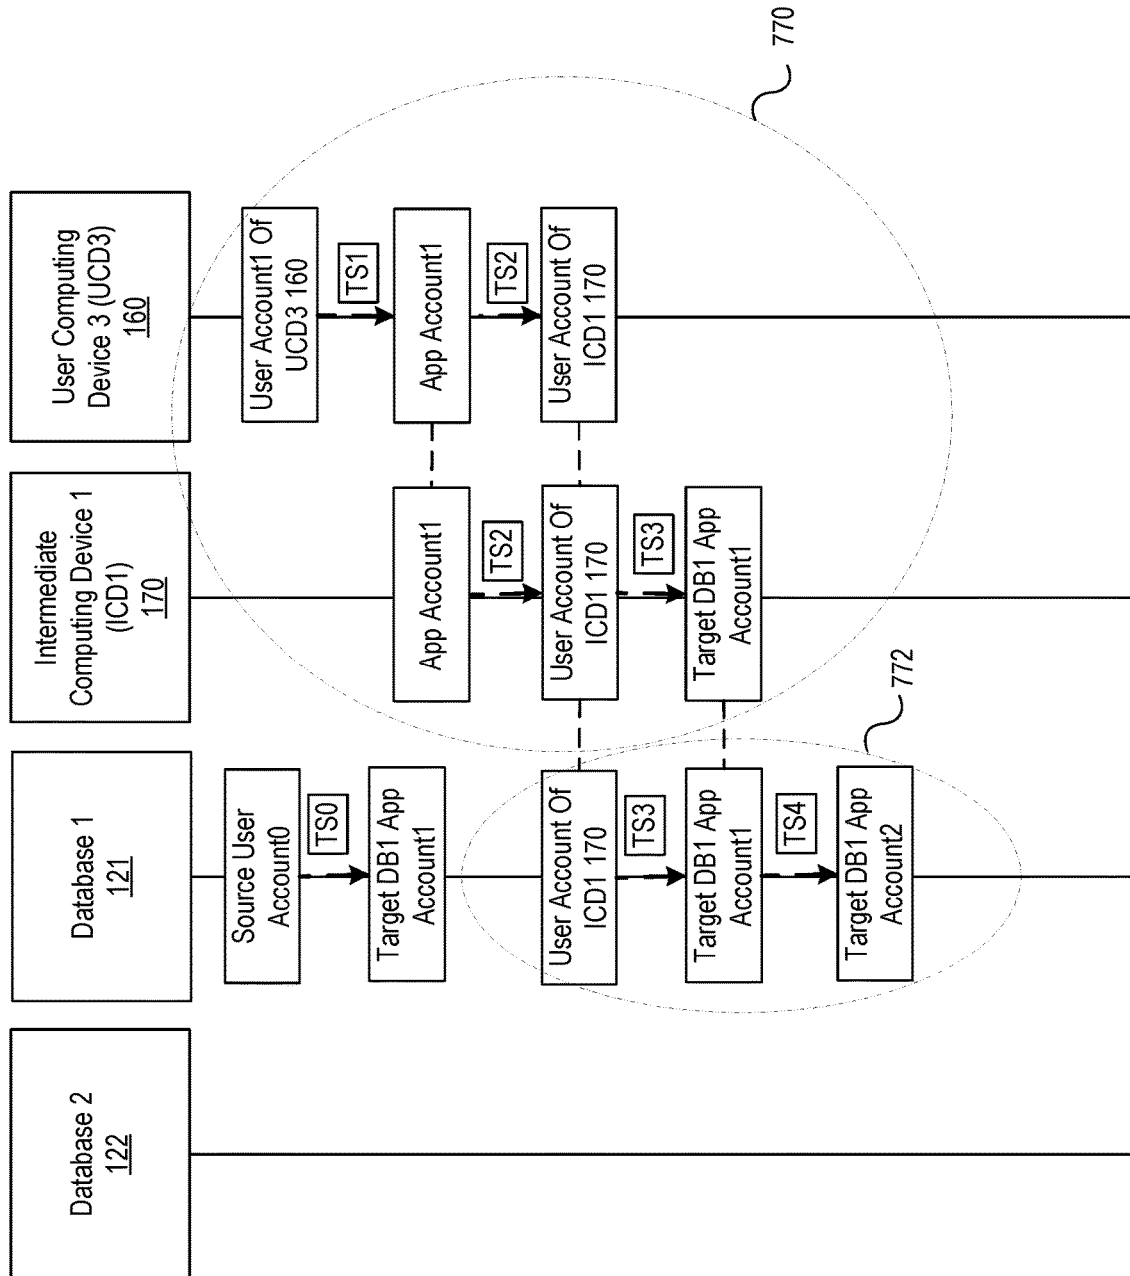 Database 2
122
Database 1
121
Source User
Account0
TS0
Target DB1 App
Account1
User Account Of
ICD1 170
TS3
Target DB1 App
Account1
TS4
Target DB1 App
Account2
772
Intermediate
Computing Device 1
(ICD1)
170
App Account1
TS2
User Account Of
ICD1 170
TS3
Target DB1 App
Account1
User Computing
Device 3 (UCD3)
160
User Account1 Of
UCD3 160
TS1
App Account1
TS2
User Account Of
ICD1 170
770